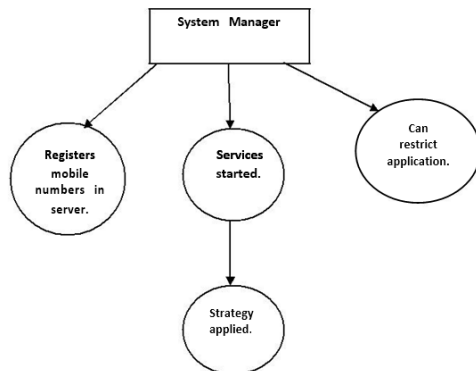 System Manager
Registers
mobile
numbers in
server.
Services
started.
Can
restrict
application.
Strategy
applied.